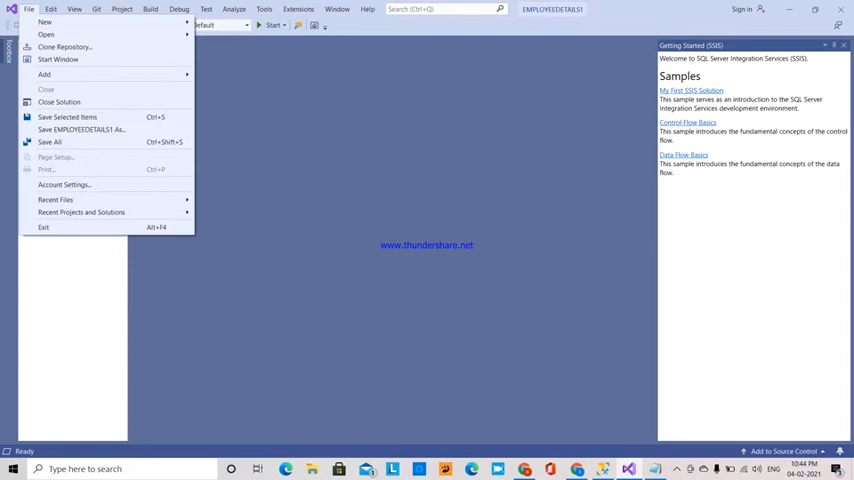 File Edit View Git Project Build Debug Test Analyze Tools Extensions Window Help Search (Ctrl+Q) EMPLOYEEDETAILS1 Sign in
Default Start
New
Open
Clone Repository...
Start Window
Add
Close
Close Solution
Save Selected Items Ctrl+S
Save EMPLOYEEDETAILS1 As...
Save All Ctrl+Shift+S
Page Setup...
Print... Ctrl+P
Account Settings...
Recent Files
Recent Projects and Solutions
Exit Alt+F4
Toolbox
www.thundershare.net
Getting Started (SSIS)
Welcome to SQL Server Integration Services (SSIS).
Samples
My First SSIS Solution
This sample serves as an introduction to the SQL Server
Integration Services development environment.
Control Flow Basics
This sample introduces the fundamental concepts of the control
flow.
Data Flow Basics
This sample introduces the fundamental concepts of the data
flow.
Ready Add to Source Control
Type here to search
ENG
10:44 PM
04-02-2021